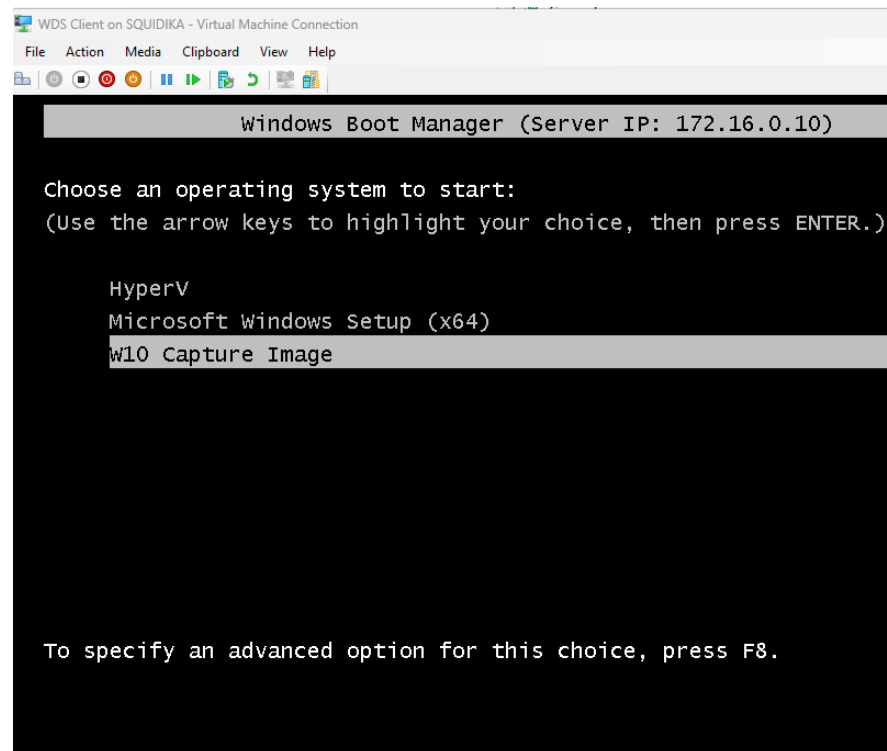 WDS Client on SQUIDIKA - Virtual Machine Connection
File Action Media Clipboard View Help
Windows Boot Manager (Server IP: 172.16.0.10)
Choose an operating system to start:
(Use the arrow keys to highlight your choice, then press ENTER.)
HyperV
Microsoft Windows Setup (x64)
W10 Capture Image
To specify an advanced option for this choice, press F8.